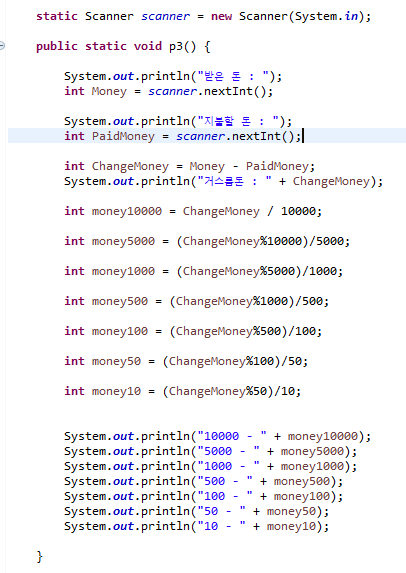 static Scanner scanner = new Scanner(System.in);
public static void p3() {
System.out.println("받은 돈 : ");
int Money = scanner.nextInt();
System.out.println("지불할 돈 : ");
int PaidMoney = scanner.nextInt();
int ChangeMoney = Money - PaidMoney;
System.out.println("거스름돈 : " + ChangeMoney);
int money10000 = ChangeMoney / 10000;
int money5000 = (ChangeMoney%10000)/5000;
int money1000 = (ChangeMoney%5000)/1000;
int money500 = (ChangeMoney%1000)/500;
int money100 = (ChangeMoney%500)/100;
int money50 = (ChangeMoney%100)/50;
int money10 = (ChangeMoney%50)/10;
System.out.println("10000 - " + money10000);
System.out.println("5000 - " + money5000);
System.out.println("1000 - " + money1000);
System.out.println("500 - " + money500);
System.out.println("100 - " + money100);
System.out.println("50 - " + money50);
System.out.println("10 - " + money10);
}